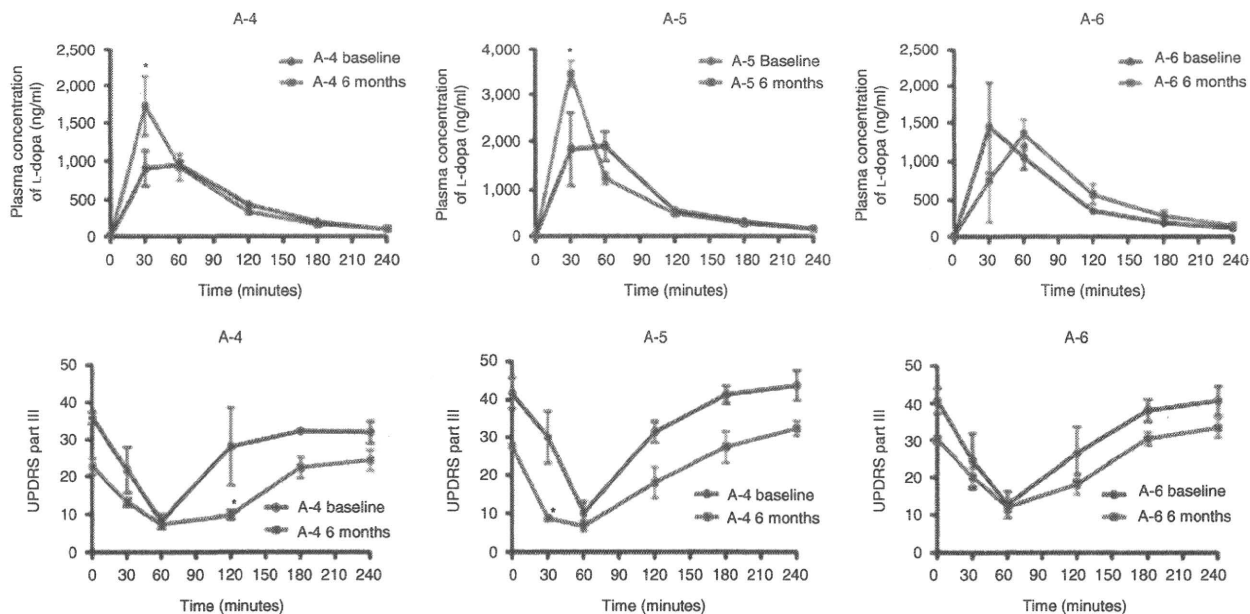 A-4
Plasma concentration
of L-dopa (ng/ml)
2,500
2,000
1,500
1,000
500
0
0 30 60 90 120 150 180 210 240
Time (minutes)
A-4 baseline
A-4 6 months
*
A-5
Plasma concentration
of L-dopa (ng/ml)
4,000
3,000
2,000
1,000
0
0 30 60 90 120 150 180 210 240
Time (minutes)
A-5 Baseline
A-5 6 months
*
A-6
Plasma concentration
of L-dopa (ng/ml)
2,500
2,000
1,500
1,000
500
0
0 30 60 90 120 150 180 210 240
Time (minutes)
A-6 baseline
A-6 6 months
A-4
UPDRS part III
50
40
30
20
10
0
0 30 60 90 120 150 180 210 240
Time (minutes)
A-4 baseline
A-4 6 months
*
A-5
UPDRS part III
50
40
30
20
10
0
0 30 60 90 120 150 180 210 240
Time (minutes)
A-4 baseline
A-4 6 months
*
A-6
UPDRS part III
50
40
30
20
10
0
0 30 60 90 120 150 180 210 240
Time (minutes)
A-6 baseline
A-6 6 months